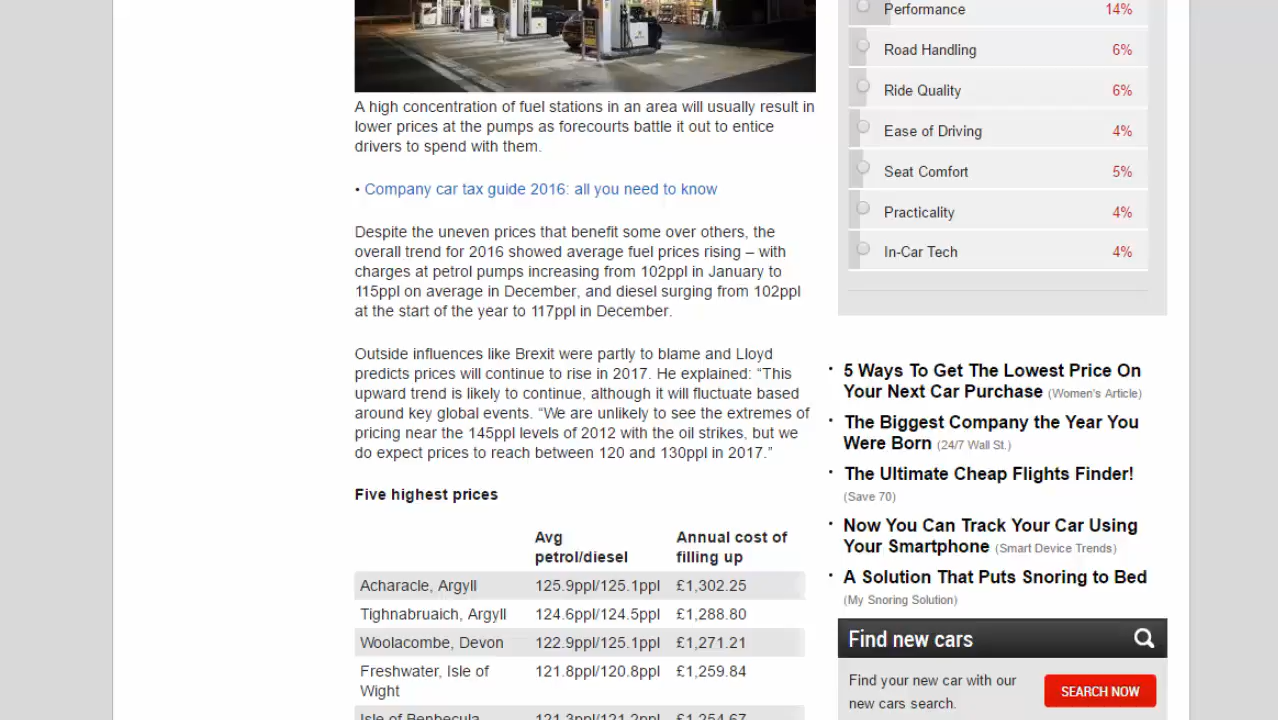 A high concentration of fuel stations in an area will usually result in
lower prices at the pumps as forecourts battle it out to entice
drivers to spend with them.
• Company car tax guide 2016: all you need to know
Despite the uneven prices that benefit some over others, the
overall trend for 2016 showed average fuel prices rising – with
charges at petrol pumps increasing from 102ppl in January to
115ppl on average in December, and diesel surging from 102ppl
at the start of the year to 117ppl in December.
Outside influences like Brexit were partly to blame and Lloyd
predicts prices will continue to rise in 2017. He explained: “This
upward trend is likely to continue, although it will fluctuate based
around key global events. “We are unlikely to see the extremes of
pricing near the 145ppl levels of 2012 with the oil strikes, but we
do expect prices to reach between 120 and 130ppl in 2017.”
Five highest prices
Avg petrol/diesel Annual cost of filling up
Acharacle, Argyll 125.9ppl/125.1ppl £1,302.25
Tighnabruaich, Argyll 124.6ppl/124.5ppl £1,288.80
Woolacombe, Devon 122.9ppl/125.1ppl £1,271.21
Freshwater, Isle of Wight 121.8ppl/120.8ppl £1,259.84
Isle of Benbecula 121.3ppl/121.2ppl £1,254.67
Performance 14%
Road Handling 6%
Ride Quality 6%
Ease of Driving 4%
Seat Comfort 5%
Practicality 4%
In-Car Tech 4%
· 5 Ways To Get The Lowest Price On
Your Next Car Purchase (Women's Article)
· The Biggest Company the Year You
Were Born (24/7 Wall St.)
· The Ultimate Cheap Flights Finder!
(Save 70)
· Now You Can Track Your Car Using
Your Smartphone (Smart Device Trends)
· A Solution That Puts Snoring to Bed
(My Snoring Solution)
Find new cars
Find your new car with our
new cars search.
SEARCH NOW